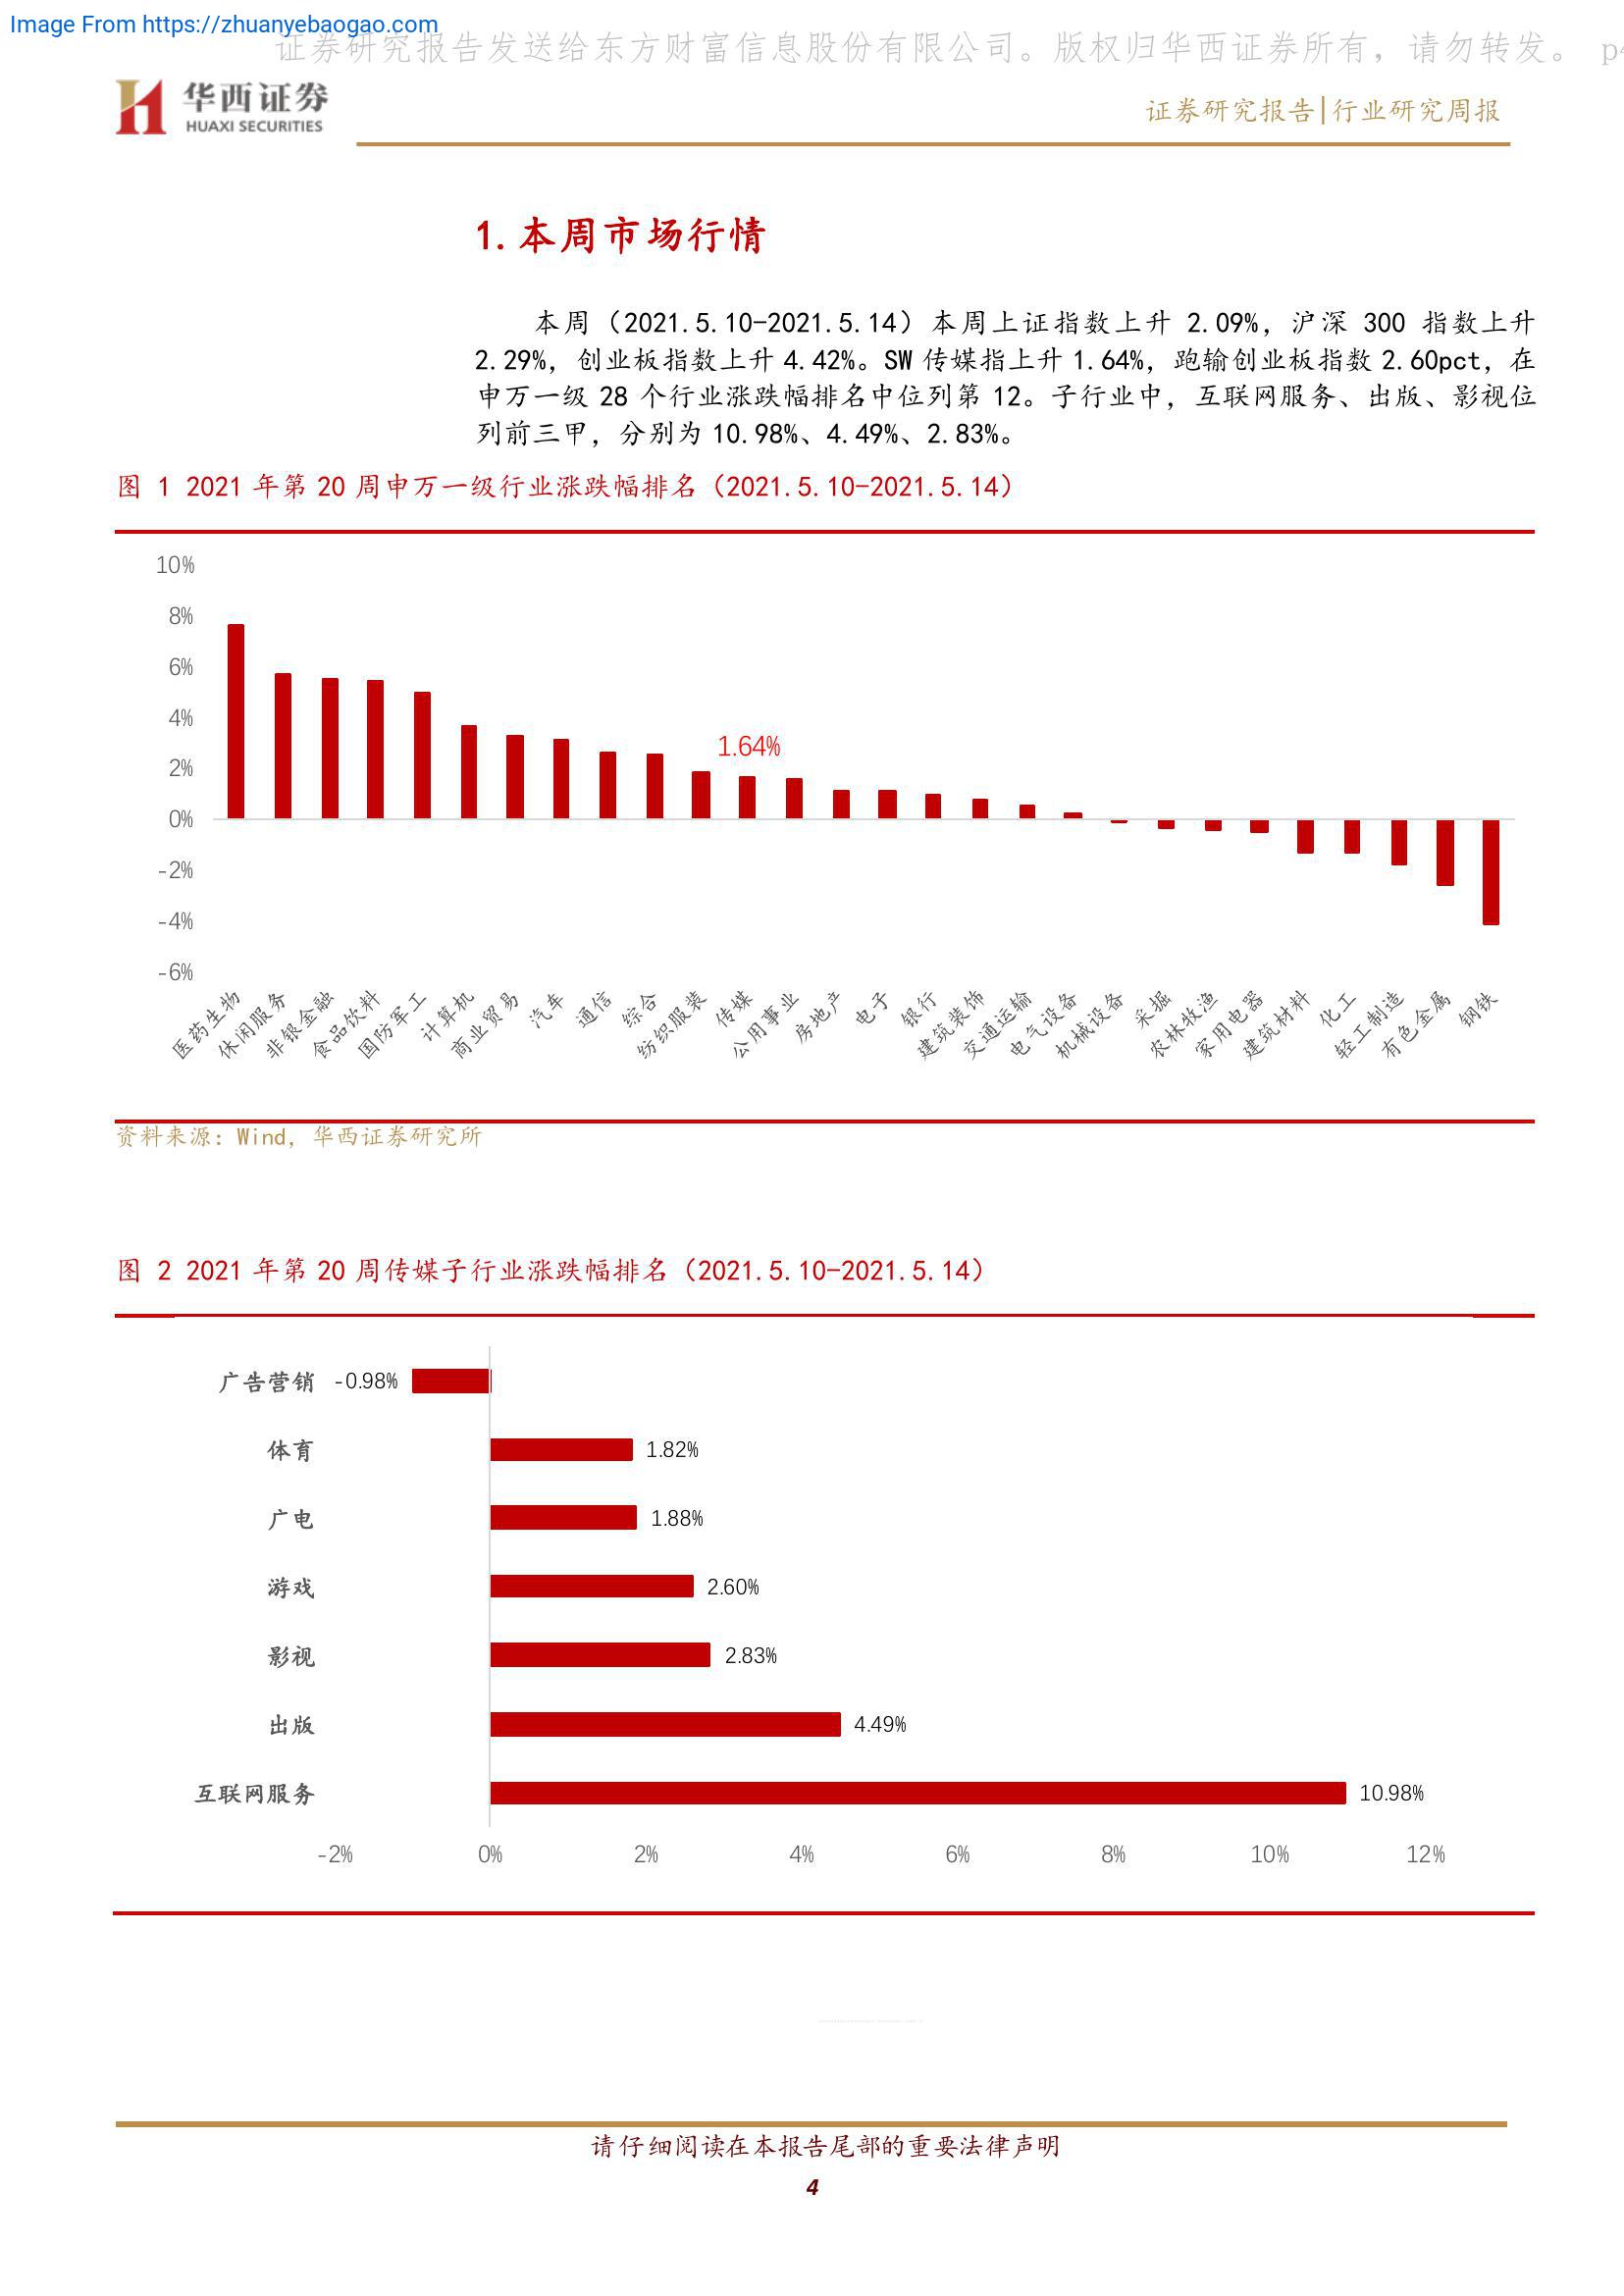 Image From https://zhuanyebaogao.com
证券研究报告发送给东方财富信息股份有限公司。版权归华西证券所有，请勿转发。 p4
华西证券
HUAXI SECURITIES
证券研究报告|行业研究周报
1.本周市场行情
本周（2021.5.10-2021.5.14）本周上证指数上升 2.09%，沪深 300 指数上升
2.29%，创业板指数上升 4.42%。SW 传媒指上升 1.64%，跑输创业板指数 2.60pct，在
申万一级 28 个行业涨跌幅排名中位列第 12。子行业中，互联网服务、出版、影视位
列前三甲，分别为 10.98%、4.49%、2.83%。
图 1 2021 年第 20 周申万一级行业涨跌幅排名（2021.5.10-2021.5.14）
10%
8%
6%
4%
2%
0%
-2%
-4%
-6%
1.64%
医药生物
休闲服务
非银金融
食品饮料
国防军工
计算机
商业贸易
汽车
通信
综合
纺织服装
传媒
公用事业
房地产
电子
银行
建筑装饰
交通运输
电气设备
机械设备
采掘
农林牧渔
家用电器
建筑材料
化工
轻工制造
有色金属
钢铁
资料来源：Wind，华西证券研究所
图 2 2021 年第 20 周传媒子行业涨跌幅排名（2021.5.10-2021.5.14）
广告营销 -0.98%
体育 1.82%
广电 1.88%
游戏 2.60%
影视 2.83%
出版 4.49%
互联网服务 10.98%
-2% 0% 2% 4% 6% 8% 10% 12%
请仔细阅读在本报告尾部的重要法律声明
4